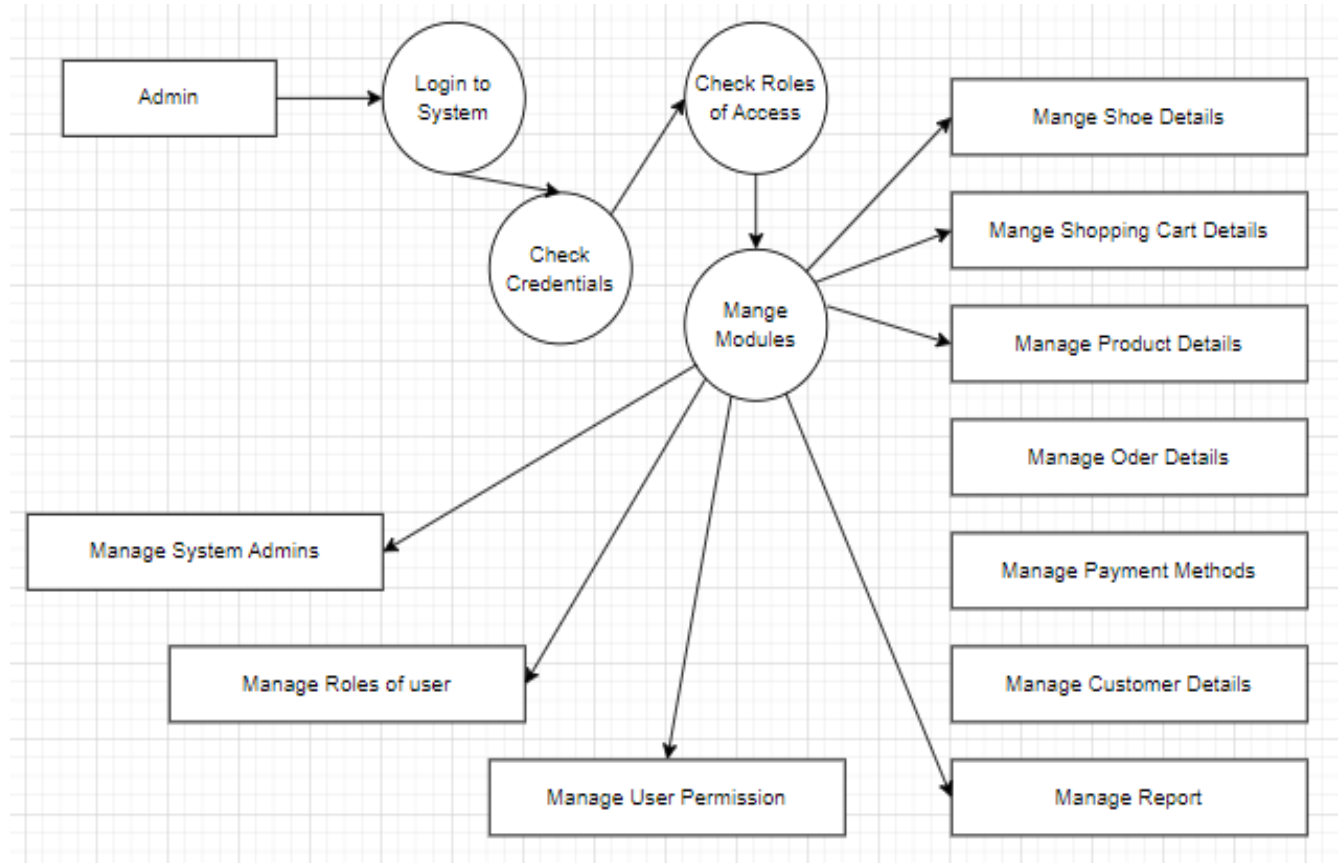 Admin
Login to
System
Check
Credentials
Check Roles
of Access
Mange
Modules
Mange Shoe Details
Mange Shopping Cart Details
Manage Product Details
Manage Oder Details
Manage Payment Methods
Manage Customer Details
Manage Report
Manage System Admins
Manage Roles of user
Manage User Permission